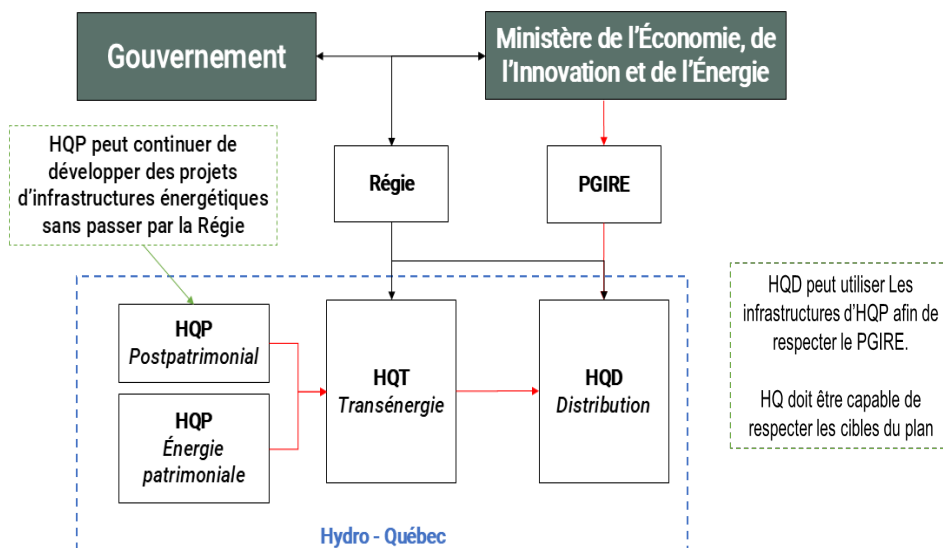 Gouvernement
Ministère de l’Économie, de
l’Innovation et de l’Énergie
HQP peut continuer de
développer des projets
d’infrastructures énergétiques
sans passer par la Régie
Régie
PGIRE
HQP
Postpatrimonial
HQP
Énergie
patrimoniale
HQT
Transénergie
HQD
Distribution
HQD peut utiliser Les
infrastructures d’HQP afin de
respecter le PGIRE.
HQ doit être capable de
respecter les cibles du plan
Hydro - Québec